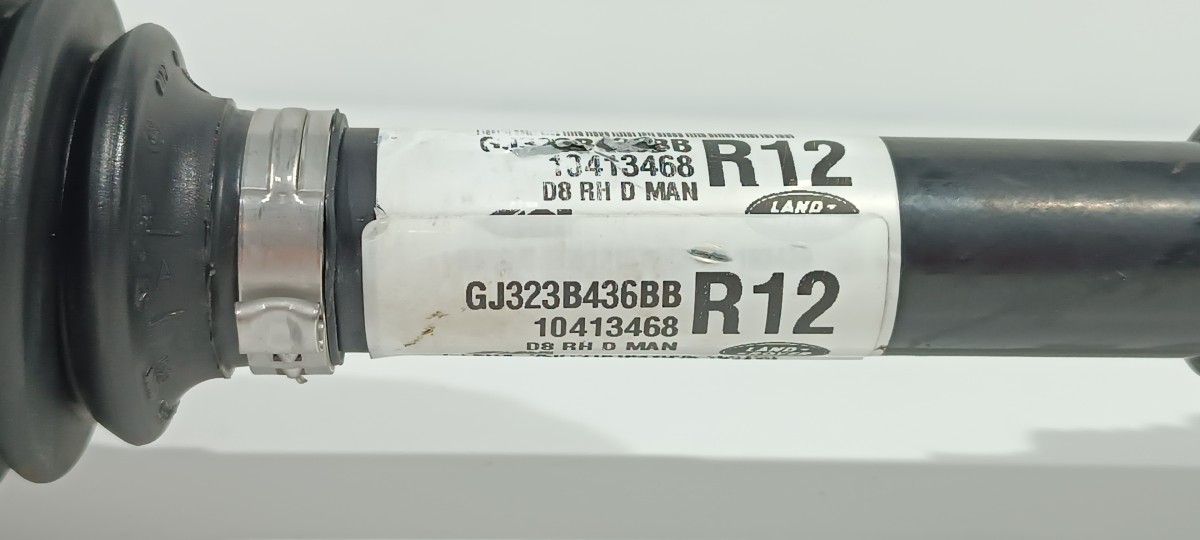 10413468
R12
D8 RH D MAN
LAND
GJ323B436BB
R12
10413468
D8 RH D MAN
LAND